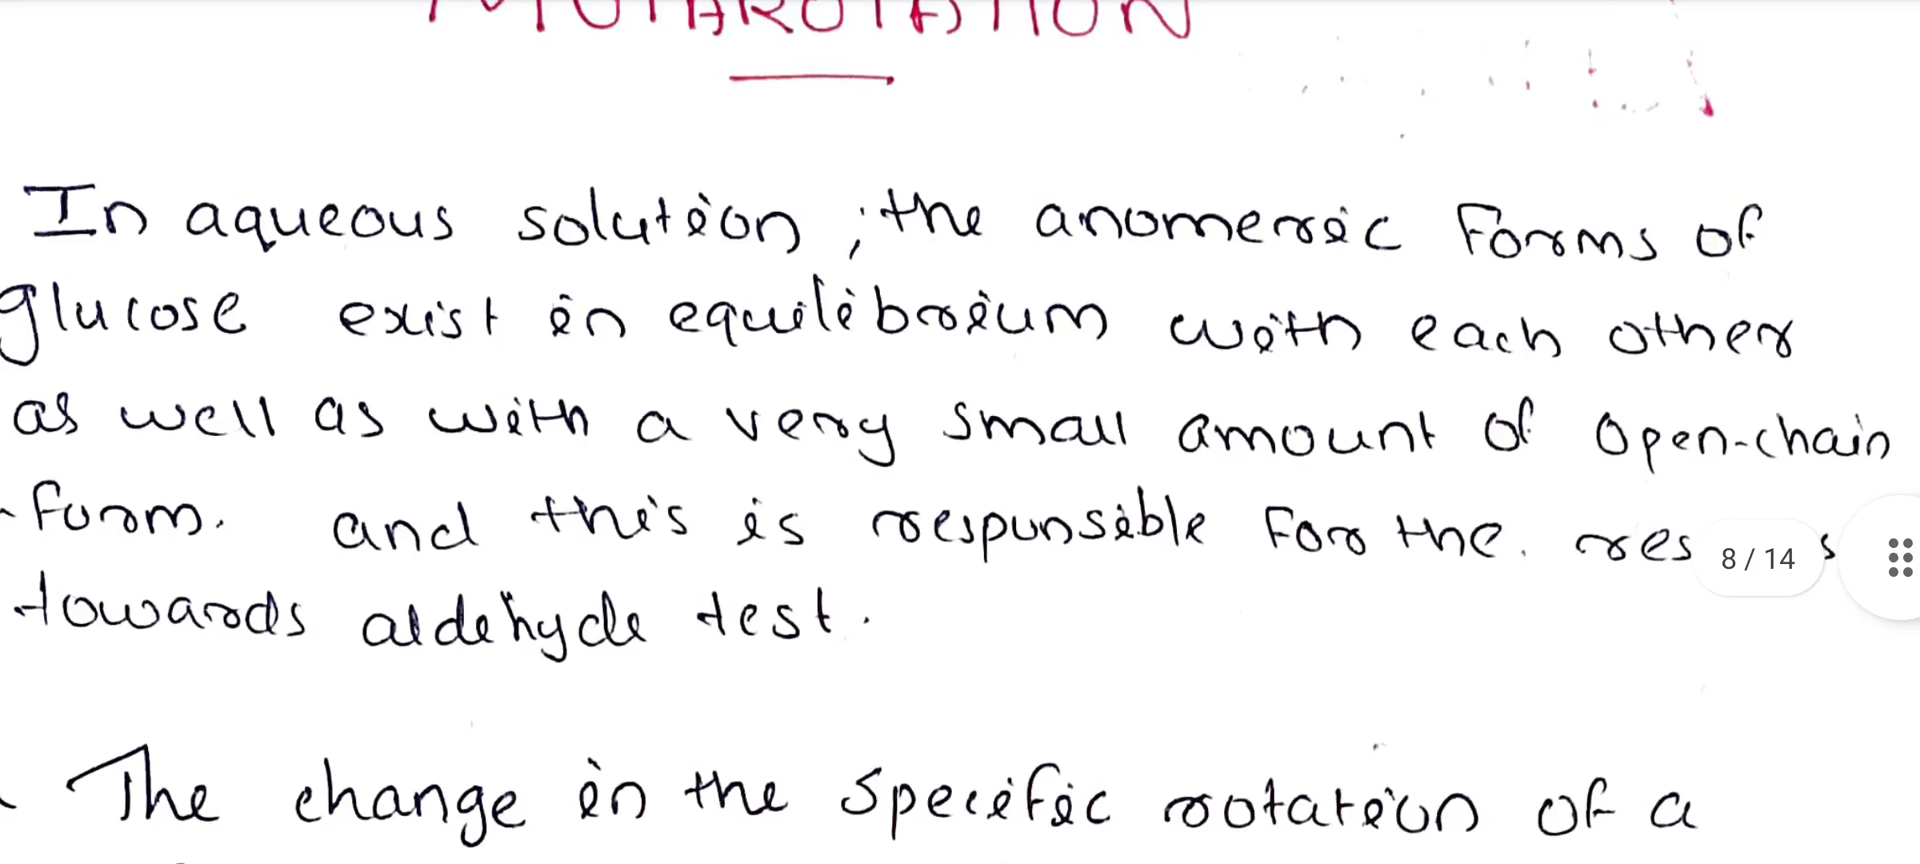 MUTAROTATION
In aqueous solution, the anomeric forms of
glucose exist in equilibrium with each other
as well as with a very small amount of open-chain
form. and this is responsible for the. res
8 / 14
s
towards aldehyde test.
The change in the specific rotation of a